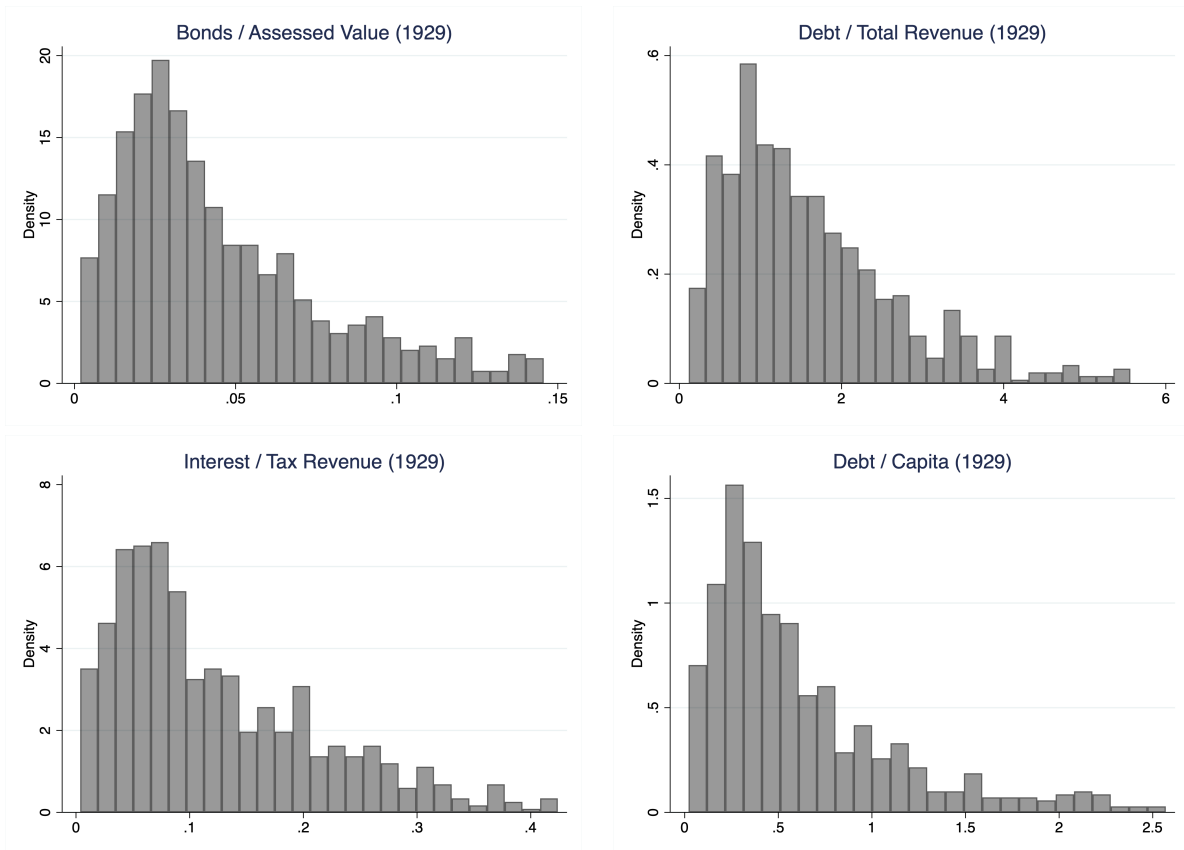 Bonds / Assessed Value (1929)
Density
20
15
10
5
0
0 .05 .1 .15
Debt / Total Revenue (1929)
Density
.6
.4
.2
0
0 2 4 6
Interest / Tax Revenue (1929)
Density
8
6
4
2
0
0 .1 .2 .3 .4
Debt / Capita (1929)
Density
1.5
1
.5
0
0 .5 1 1.5 2 2.5